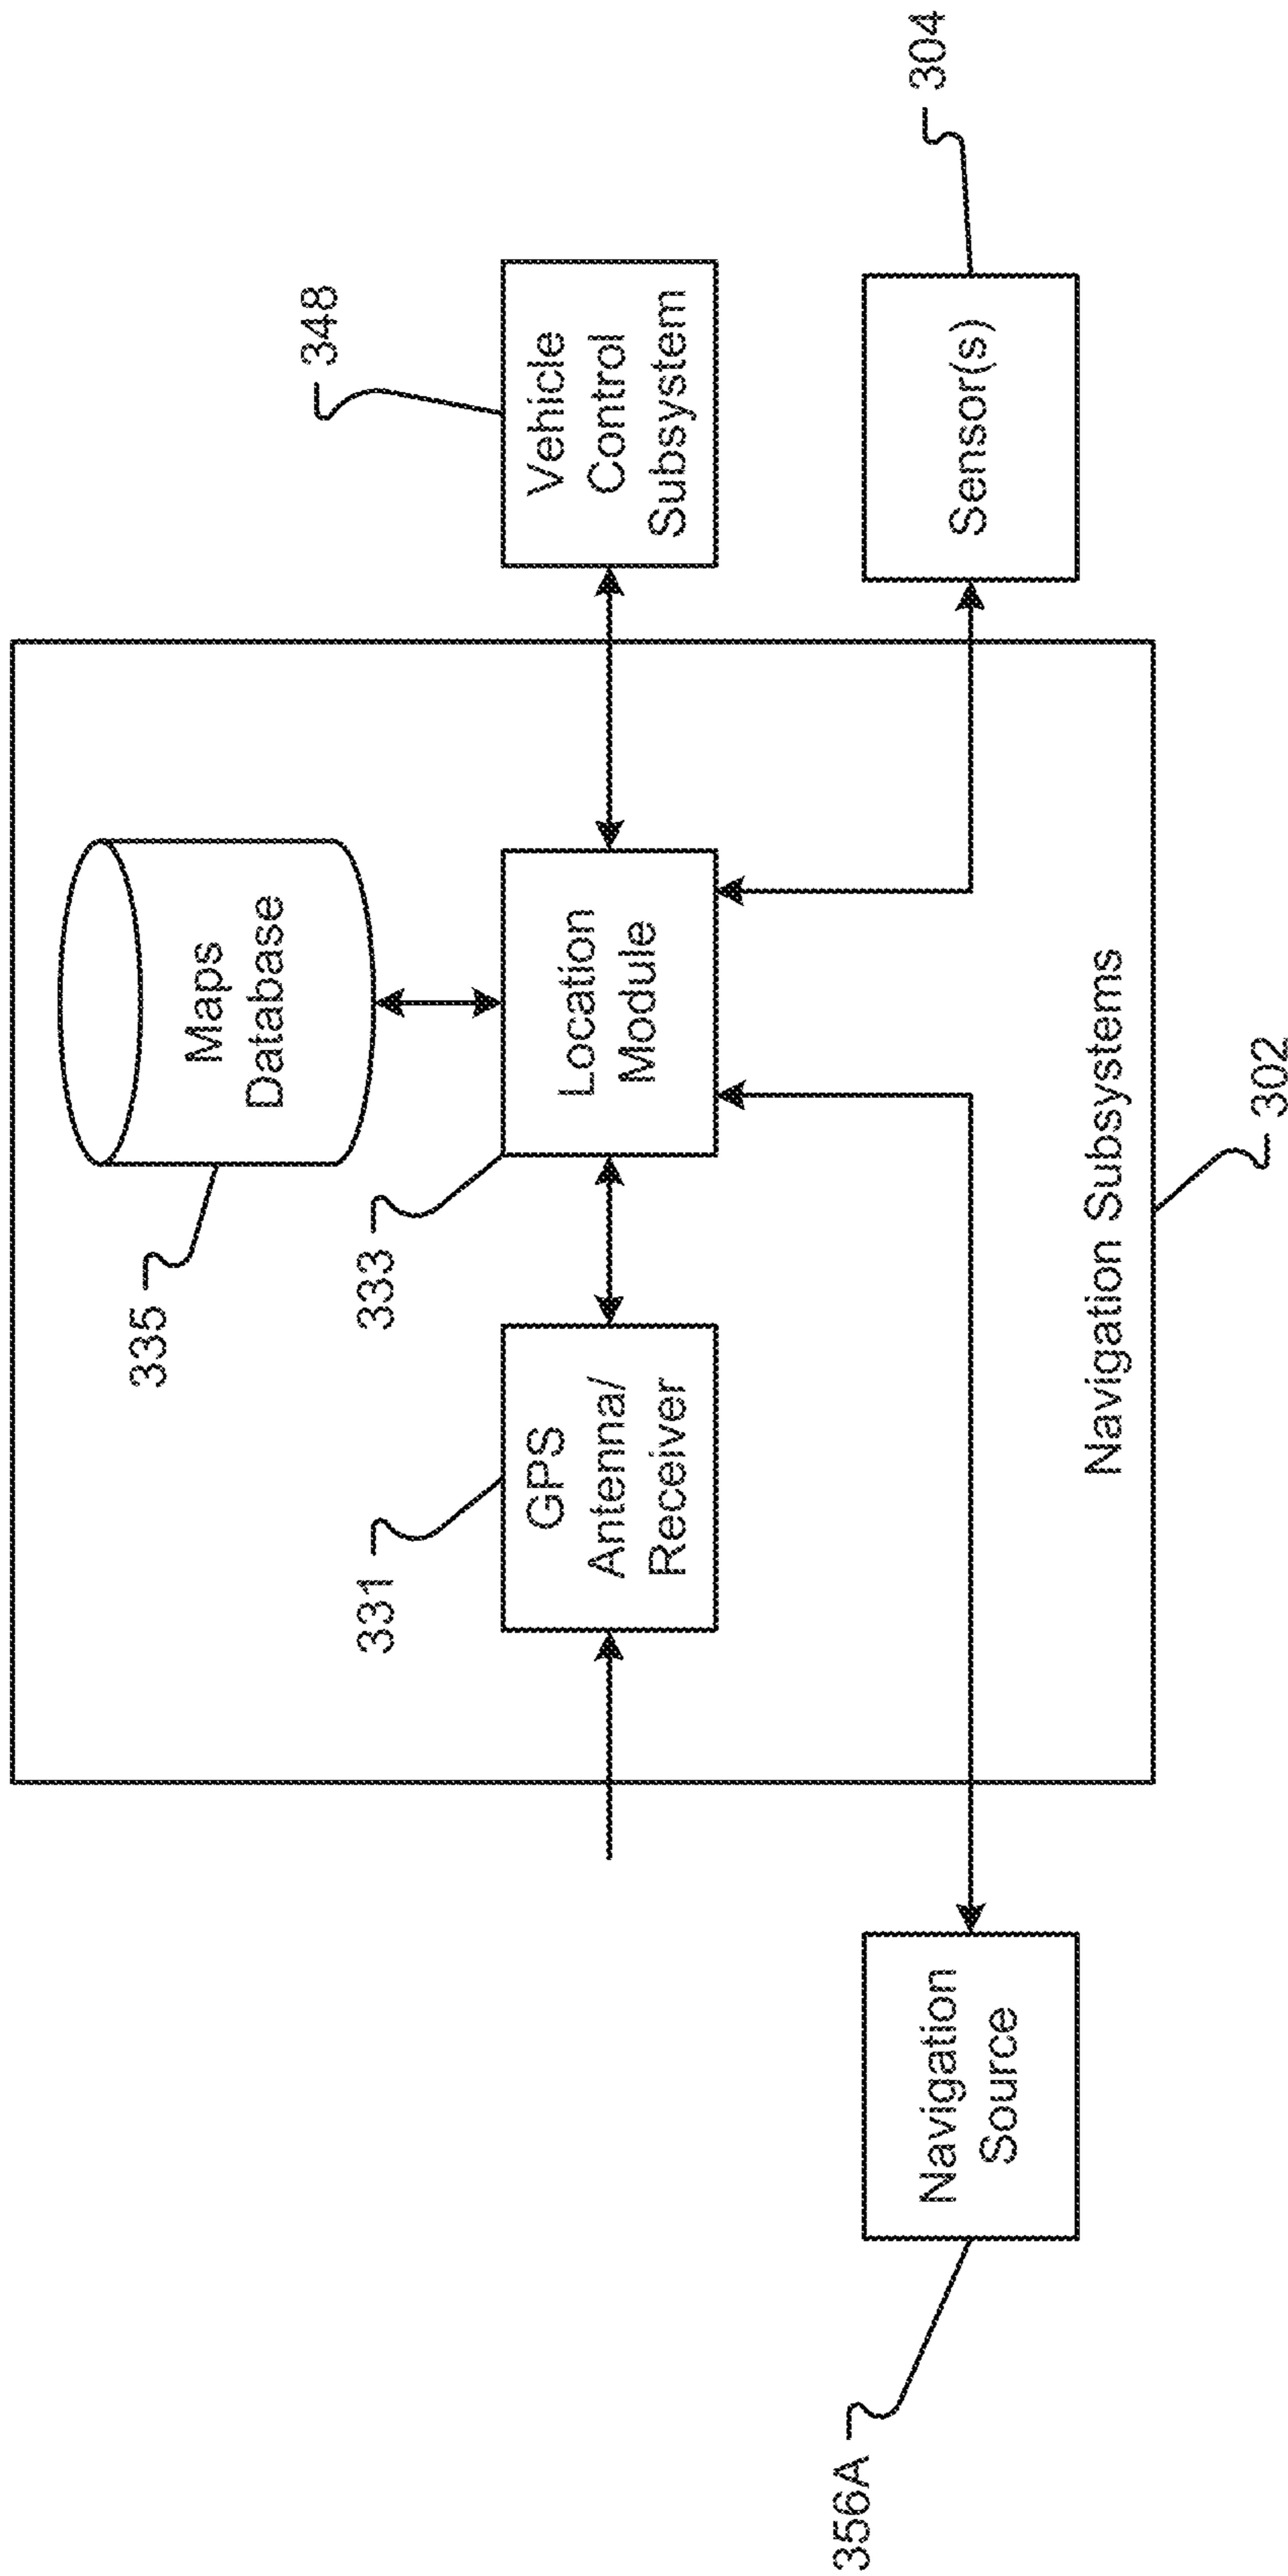 335
Maps
Database
331
333
348
GPS
Antenna/
Receiver
Location
Module
Vehicle
Control
Subsystem
356A
Navigation
Source
Sensor(s)
304
Navigation Subsystems
302